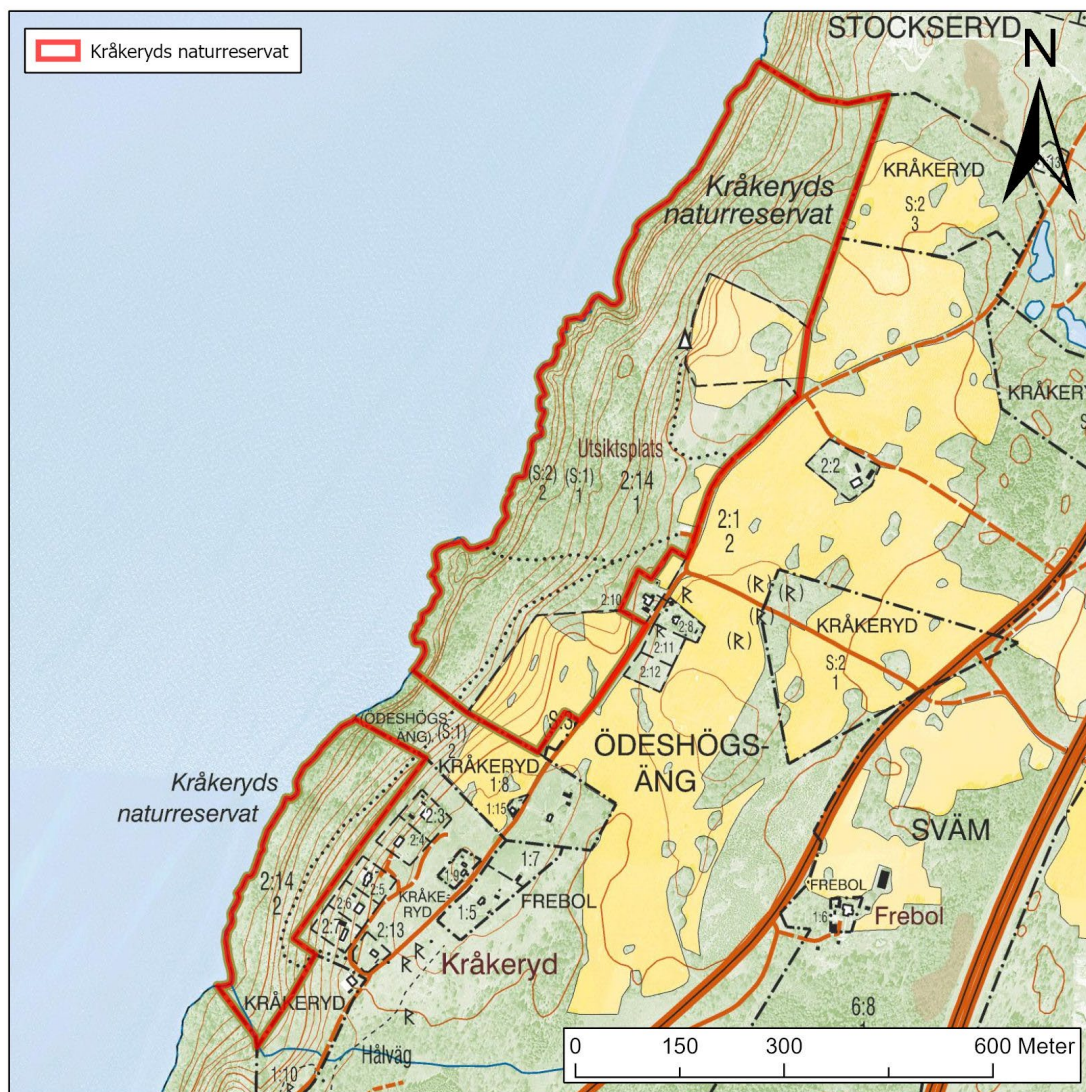 STOCKSERYD
Kråkeryds naturreservat
N
13
KRÅKERYD
S:2
3
Kråkeryds
naturreservat
KRÅKERY
S
Utsiktsplats
(S:2)
2
(S:1)
1
2:14
1
2:2
2:1
2
2:10
R
(R)
(R)
(R)
(R)
2:8
R
2:11
2:12
KRÅKERYD
S:2
1
(ÖDESHÖGS-
ÄNG)
(S:1)
2
S:3
ÖDESHÖGS-
ÄNG
KRÅKERYD
1:8
1:15
Kråkeryds
naturreservat
2:3
2:4
SVÄM
2:14
2
2:5
1:9
1:7
2:6
KRÅKE-
RYD
1:5
FREBOL
FREBOL
1:6
Frebol
2:7
2:13
R
R
Kråkeryd
KRÅKERYD
R
6:8
Hålväg
1:10
0 150 300 600 Meter